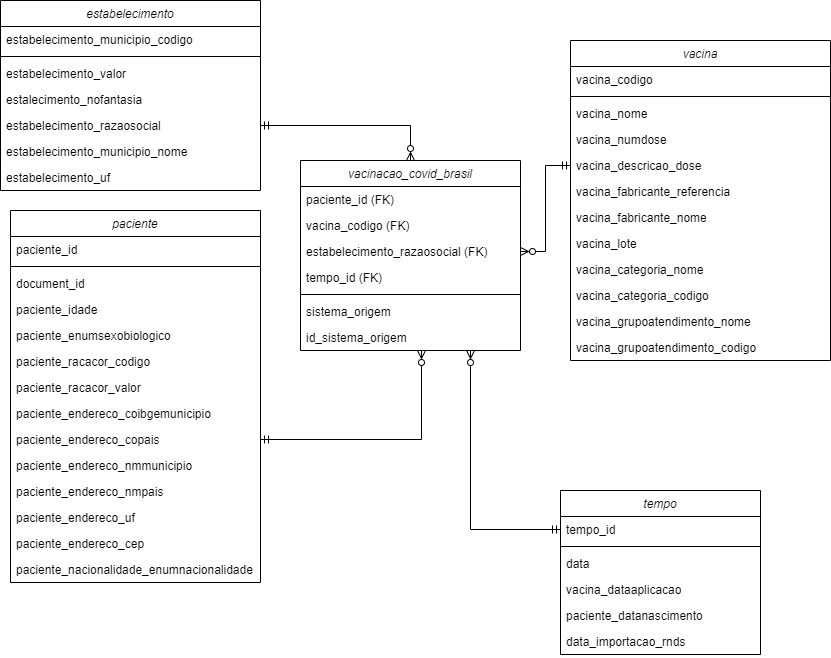 estabelecimento
estabelecimento_municipio_codigo
estabelecimento_valor
estalecimento_nofantasia
estabelecimento_razaosocial
estabelecimento_municipio_nome
estabelecimento_uf
paciente
paciente_id
document_id
paciente_idade
paciente_enumsexobiologico
paciente_racacor_codigo
paciente_racacor_valor
paciente_endereco_coibgemunicipio
paciente_endereco_copais
paciente_endereco_nmmunicipio
paciente_endereco_nmpais
paciente_endereco_uf
paciente_endereco_cep
paciente_nacionalidade_enumnacionalidade
vacinacao_covid_brasil
paciente_id (FK)
vacina_codigo (FK)
estabelecimento_razaosocial (FK)
tempo_id (FK)
sistema_origem
id_sistema_origem
vacina
vacina_codigo
vacina_nome
vacina_numdose
vacina_descricao_dose
vacina_fabricante_referencia
vacina_fabricante_nome
vacina_lote
vacina_categoria_nome
vacina_categoria_codigo
vacina_grupoatendimento_nome
vacina_grupoatendimento_codigo
tempo
tempo_id
data
vacina_dataaplicacao
paciente_datanascimento
data_importacao_rnds